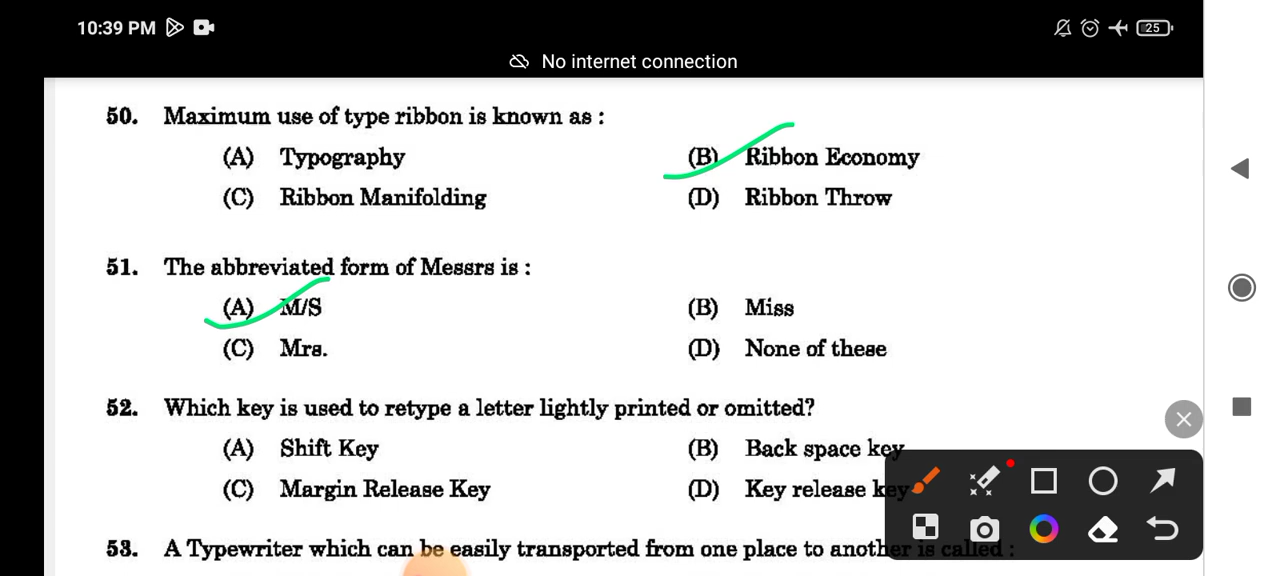 10:39 PM 25
No internet connection
50. Maximum use of type ribbon is known as :
(A) Typography (B) Ribbon Economy
(C) Ribbon Manifolding (D) Ribbon Throw
51. The abbreviated form of Messrs is :
(A) M/S (B) Miss
(C) Mrs. (D) None of these
52. Which key is used to retype a letter lightly printed or omitted?
(A) Shift Key (B) Back space key
(C) Margin Release Key (D) Key release key
53. A Typewriter which can be easily transported from one place to another is called :